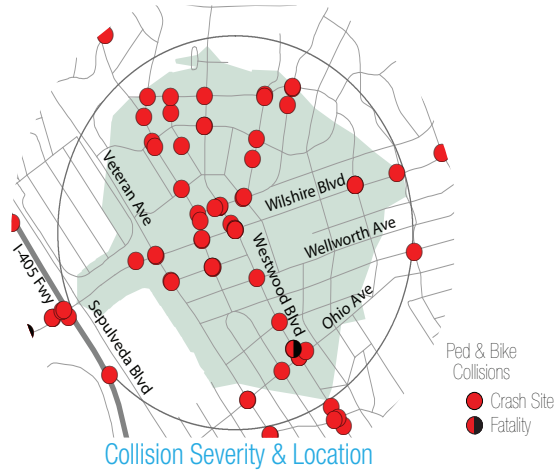 Veteran Ave
Wilshire Blvd
Wellworth Ave
Westwood Blvd
I-405 Fwy
Sepulveda Blvd
Ohio Ave
Ped & Bike
Collisions
Crash Site
Fatality
Collision Severity & Location